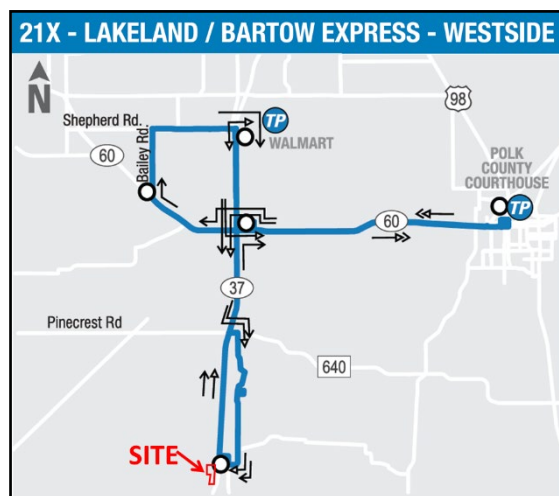 21X - LAKELAND / BARTOW EXPRESS - WESTSIDE
N
98
Shepherd Rd.
TP
WALMART
60
Bailey Rd.
POLK
COUNTY
COURTHOUSE
TP
60
37
Pinecrest Rd
640
SITE